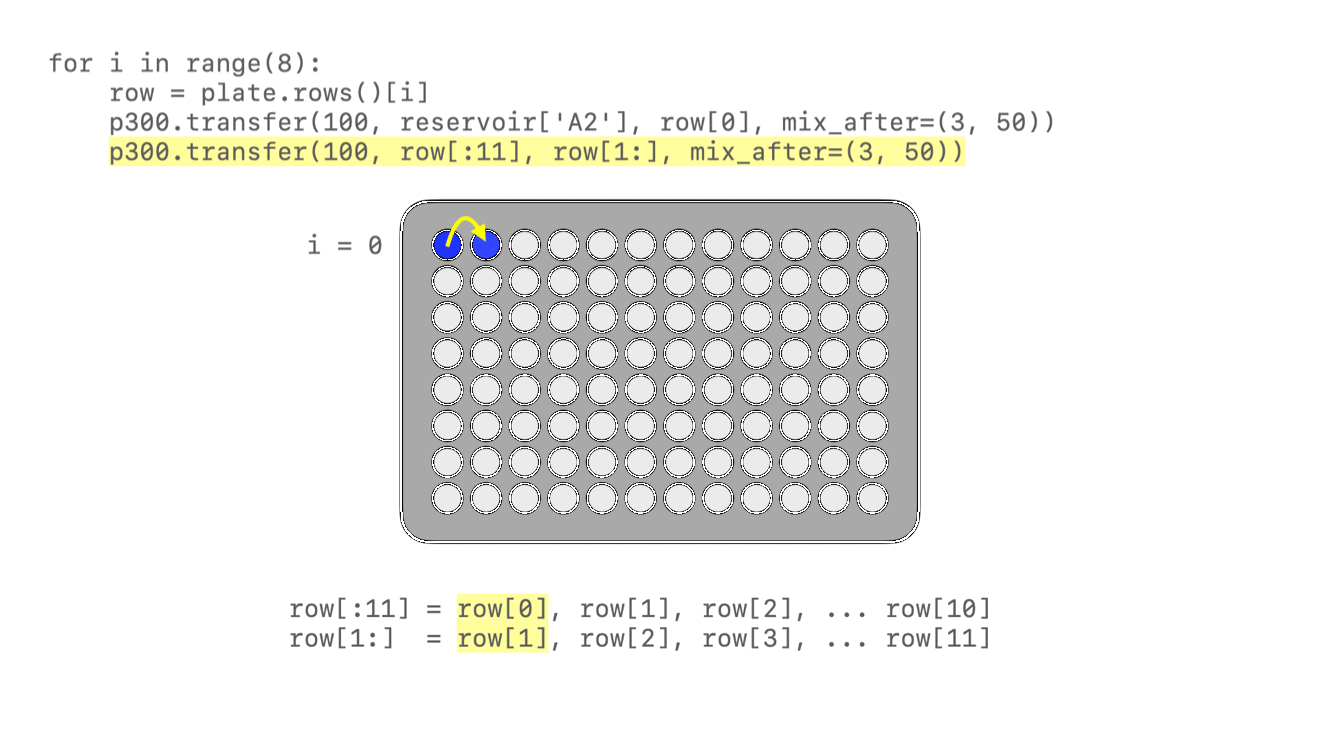 for i in range(8):
    row = plate.rows()[i]
    p300.transfer(100, reservoir['A2'], row[0], mix_after=(3, 50))
    p300.transfer(100, row[:11], row[1:], mix_after=(3, 50))
i = 0
row[:11] = row[0], row[1], row[2], ... row[10]
row[1:]  = row[1], row[2], row[3], ... row[11]